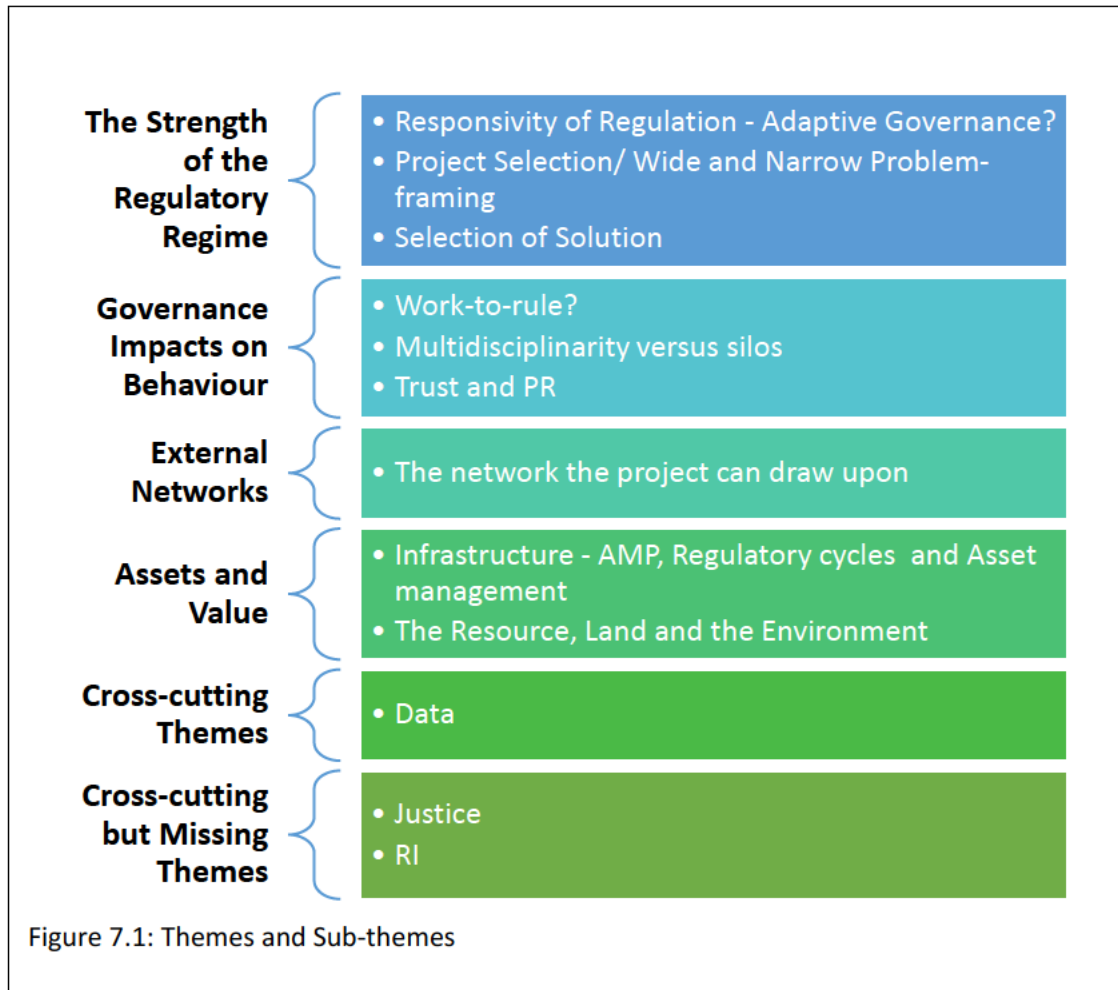 The Strength
of the
Regulatory
Regime
• Responsivity of Regulation - Adaptive Governance?
• Project Selection/ Wide and Narrow Problem-
framing
• Selection of Solution
Governance
Impacts on
Behaviour
• Work-to-rule?
• Multidisciplinarity versus silos
• Trust and PR
External
Networks
• The network the project can draw upon
Assets and
Value
• Infrastructure - AMP, Regulatory cycles  and Asset
management
• The Resource, Land and the Environment
Cross-cutting
Themes
• Data
Cross-cutting
but Missing
Themes
• Justice
• RI
Figure 7.1: Themes and Sub-themes